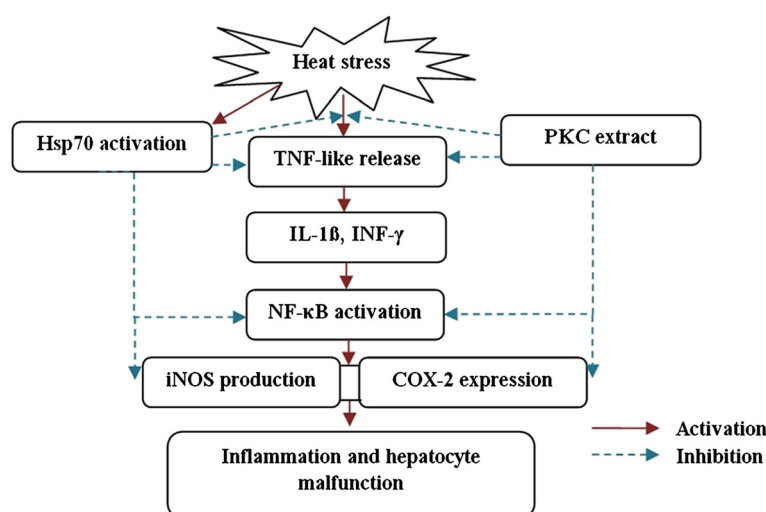 Heat stress
Hsp70 activation
PKC extract
TNF-like release
IL-1ß, INF-γ
NF-κB activation
iNOS production
COX-2 expression
Inflammation and hepatocyte
malfunction
Activation
Inhibition